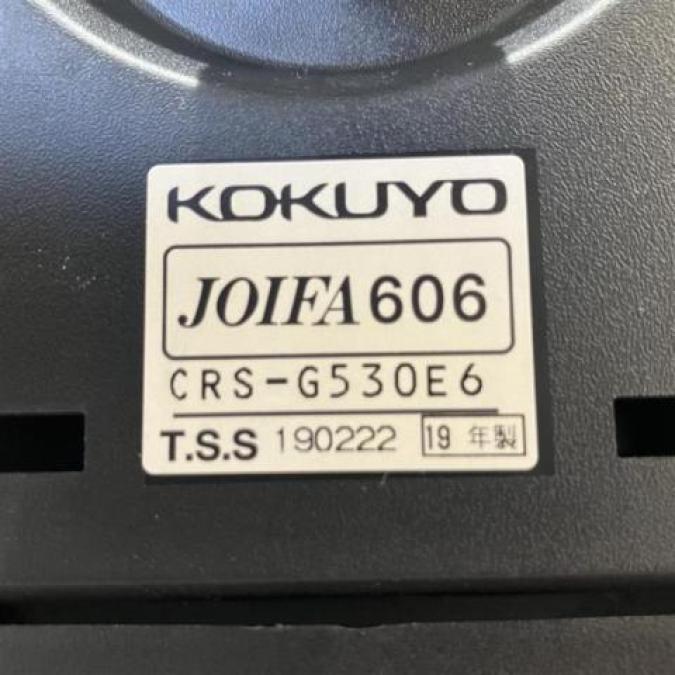 KOKUYO
JOIFA 606
CRS-G530E6
T.S.S 190222 19 年製